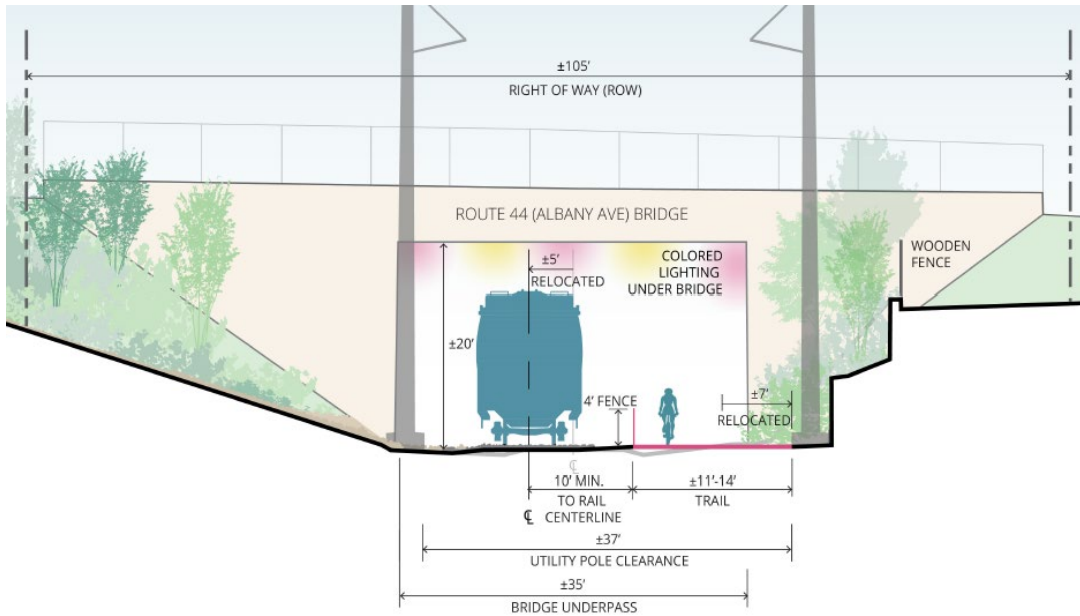 ±105'
RIGHT OF WAY (ROW)
ROUTE 44 (ALBANY AVE) BRIDGE
WOODEN
FENCE
COLORED
LIGHTING
UNDER BRIDGE
±5'
RELOCATED
±20'
4' FENCE
±7'
RELOCATED
℄
10' MIN.
TO RAIL
℄ CENTERLINE
±11'-14'
TRAIL
±37'
UTILITY POLE CLEARANCE
±35'
BRIDGE UNDERPASS